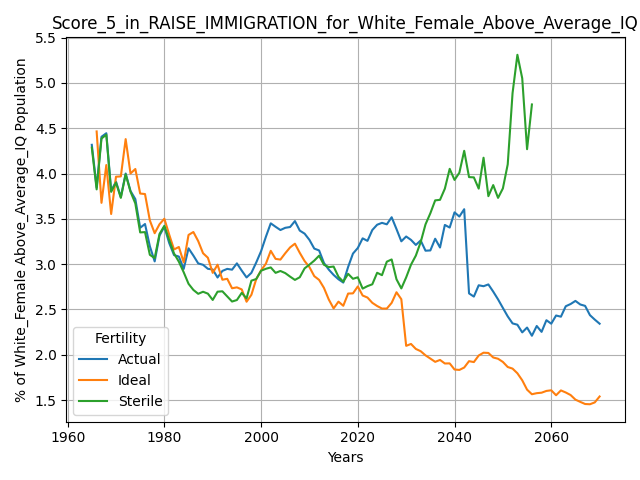 Score_5_in_RAISE_IMMIGRATION_for_White_Female_Above_Average_IQ
% of White_Female Above_Average_IQ Population
5.5
5.0
4.5
4.0
3.5
3.0
2.5
2.0
1.5
Fertility
Actual
Ideal
Sterile
1960
1980
2000
2020
2040
2060
Years